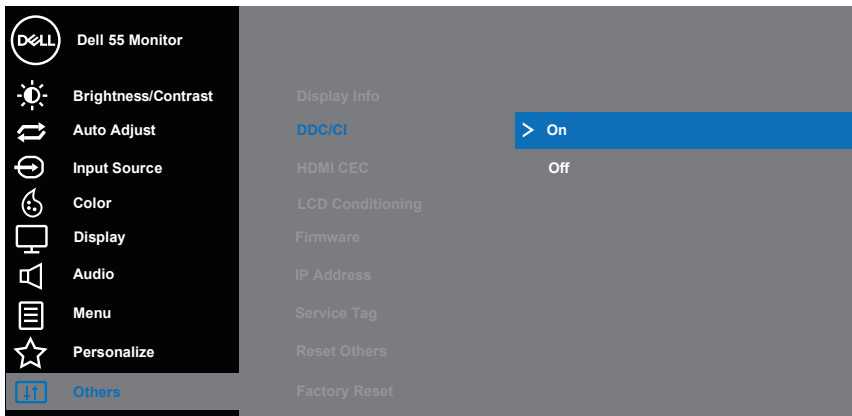 DELL Dell 55 Monitor
Brightness/Contrast Display Info
Auto Adjust DDC/CI > On
Input Source HDMI CEC Off
Color LCD Conditioning
Display Firmware
Audio IP Address
Menu Service Tag
Personalize Reset Others
Others Factory Reset